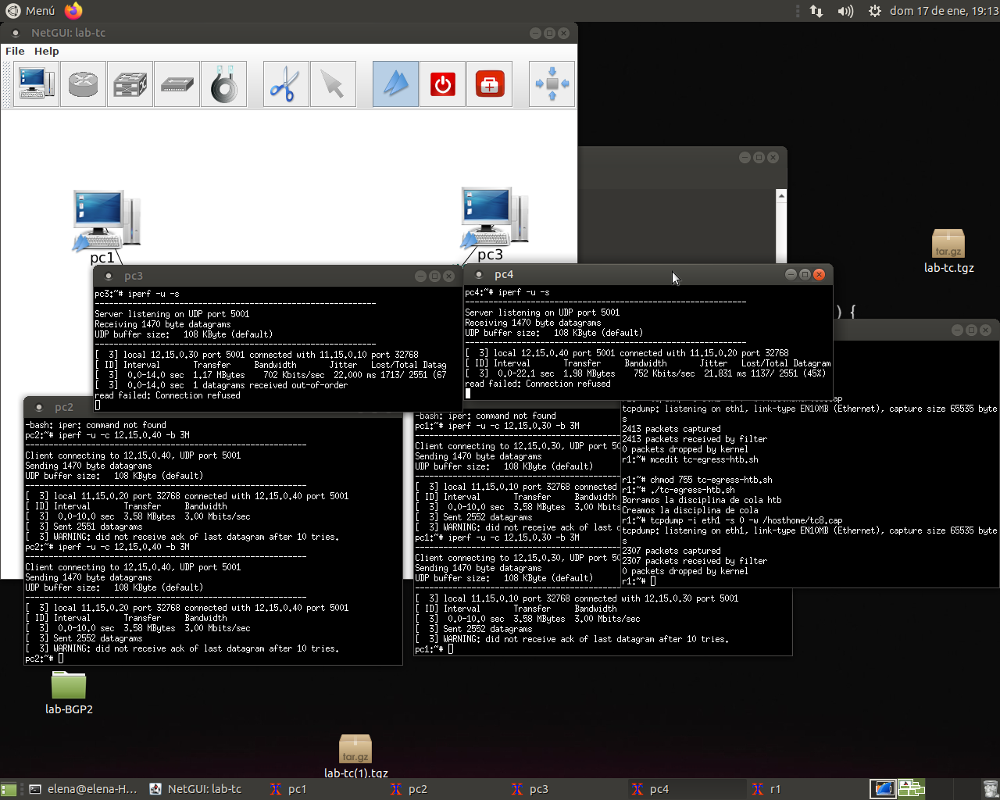 Menú
dom 17 de ene, 19:13
NetGUI: lab-tc
File Help
pc1
pc3
tar.gz
lab-tc.tgz
) {
pc3
pc3:~# iperf -u -s
------------------------------------------------------------
Server listening on UDP port 5001
Receiving 1470 byte datagrams
UDP buffer size:   108 KByte (default)
------------------------------------------------------------
[  3] local 12.15.0.30 port 5001 connected with 11.15.0.10 port 32768
[ ID] Interval       Transfer     Bandwidth       Jitter   Lost/Total Datag
[  3]  0.0-14.0 sec  1.17 MBytes    702 Kbits/sec  22.000 ms 1713/ 2551 (67
[  3]  0.0-14.0 sec  1 datagrams received out-of-order
read failed: Connection refused
pc4
pc4:~# iperf -u -s
------------------------------------------------------------
Server listening on UDP port 5001
Receiving 1470 byte datagrams
UDP buffer size:   108 KByte (default)
------------------------------------------------------------
[  3] local 12.15.0.40 port 5001 connected with 11.15.0.20 port 32768
[ ID] Interval       Transfer     Bandwidth       Jitter   Lost/Total Datagram
[  3]  0.0-22.1 sec  1.98 MBytes    752 Kbits/sec  21.831 ms 1137/ 2551 (45%)
read failed: Connection refused
pc2
-bash: iper: command not found
pc2:~# iperf -u -c 12.15.0.40 -b 3M
------------------------------------------------------------
Client connecting to 12.15.0.40, UDP port 5001
Sending 1470 byte datagrams
UDP buffer size:   108 KByte (default)
------------------------------------------------------------
[  3] local 11.15.0.20 port 32768 connected with 12.15.0.40 port 5001
[ ID] Interval       Transfer     Bandwidth
[  3]  0.0-10.0 sec  3.58 MBytes  3.00 Mbits/sec
[  3] Sent 2551 datagrams
[  3] WARNING: did not receive ack of last datagram after 10 tries.
pc2:~# iperf -u -c 12.15.0.40 -b 3M
------------------------------------------------------------
Client connecting to 12.15.0.40, UDP port 5001
Sending 1470 byte datagrams
UDP buffer size:   108 KByte (default)
------------------------------------------------------------
[  3] local 11.15.0.20 port 32768 connected with 12.15.0.40 port 5001
[ ID] Interval       Transfer     Bandwidth
[  3]  0.0-10.0 sec  3.58 MBytes  3.00 Mbits/sec
[  3] Sent 2552 datagrams
[  3] WARNING: did not receive ack of last datagram after 10 tries.
pc2:~#
-bash: iper: command not found
pc1:~# iperf -u -c 12.15.0.30 -b 3M
------------------------------------------------------------
Client connecting to 12.15.0.30, UDP port 50
Sending 1470 byte datagrams
UDP buffer size:   108 KByte (default)
------------------------------------------------------------
[  3] local 11.15.0.10 port 32768 connected
[ ID] Interval       Transfer     Bandwidth
[  3]  0.0-10.0 sec  3.58 MBytes  3.00 Mbits
[  3] Sent 2552 datagrams
[  3] WARNING: did not receive ack of last d
pc1:~# iperf -u -c 12.15.0.30 -b 3M
------------------------------------------------------------
Client connecting to 12.15.0.30, UDP port 50
Sending 1470 byte datagrams
UDP buffer size:   108 KByte (default)
------------------------------------------------------------
[  3] local 11.15.0.10 port 32768 connected with 12.15.0.30 port 5001
[ ID] Interval       Transfer     Bandwidth
[  3]  0.0-10.0 sec  3.58 MBytes  3.00 Mbits/sec
[  3] Sent 2552 datagrams
[  3] WARNING: did not receive ack of last datagram after 10 tries.
pc1:~#
tcpdump: listening on eth1, link-type EN10MB (Ethernet), capture size 65535 byte
s
2413 packets captured
2413 packets received by filter
0 packets dropped by kernel
r1:~# mcedit tc-egress-htb.sh
r1:~# chmod 755 tc-egress-htb.sh
r1:~# ./tc-egress-htb.sh
Borramos la disciplina de cola htb
Creamos la disciplina de cola
r1:~# tcpdump -i eth1 -s 0 -w /hosthome/tc8.cap
tcpdump: listening on eth1, link-type EN10MB (Ethernet), capture size 65535 byte
s
2307 packets captured
2307 packets received by filter
0 packets dropped by kernel
r1:~#
lab-BGP2
tar.gz
lab-tc(1).tgz
elena@elena-H...
NetGUI: lab-tc
pc1
pc2
pc3
pc4
r1